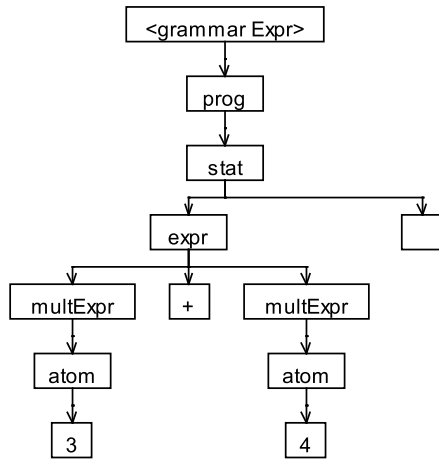 <grammar Expr>
prog
stat
expr
multExpr + multExpr
atom atom
3 4